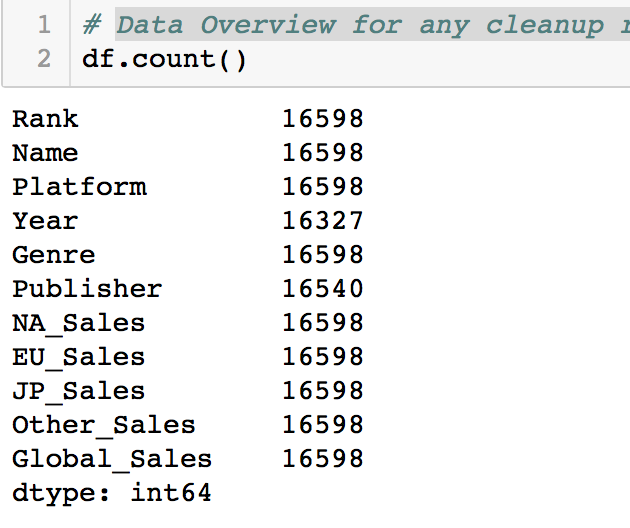 1 # Data Overview for any cleanup
2 df.count()
Rank 16598
Name 16598
Platform 16598
Year 16327
Genre 16598
Publisher 16540
NA_Sales 16598
EU_Sales 16598
JP_Sales 16598
Other_Sales 16598
Global_Sales 16598
dtype: int64